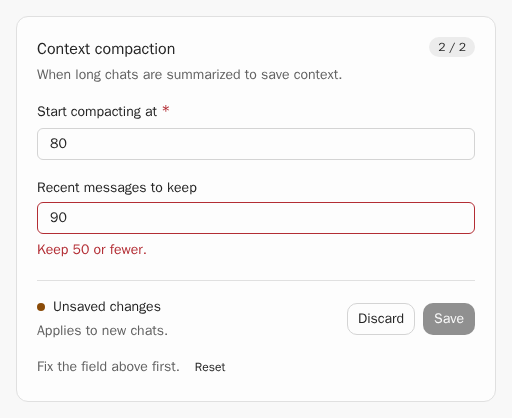 Context compaction
2 / 2
When long chats are summarized to save context.
Start compacting at *
80
Recent messages to keep
90
Keep 50 or fewer.
Unsaved changes
Applies to new chats.
Discard
Save
Fix the field above first.
Reset